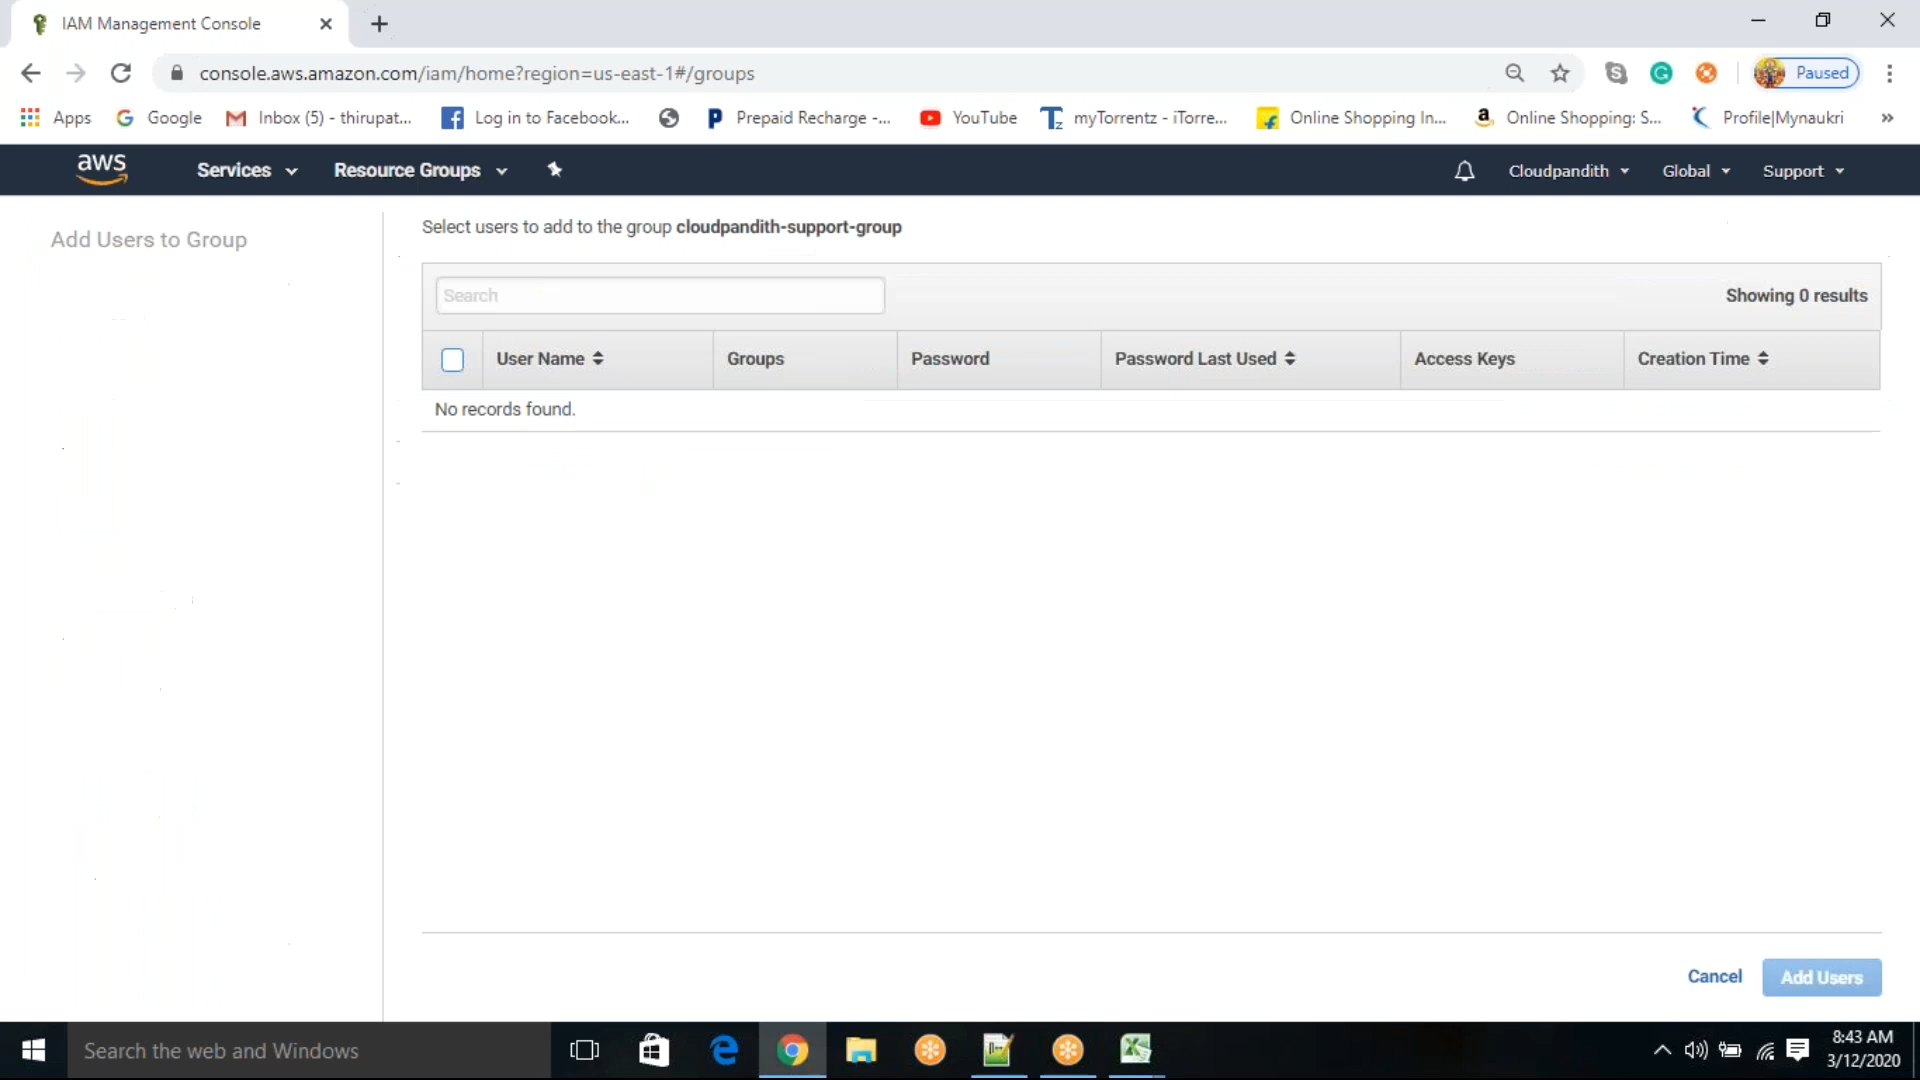 IAM Management Console
console.aws.amazon.com/iam/home?region=us-east-1#/groups
Paused
Apps
Google
Inbox (5) - thirupat...
Log in to Facebook...
Prepaid Recharge -...
YouTube
myTorrentz - iTorre...
Online Shopping In...
Online Shopping: S...
Profile|Mynaukri
aws
Services
Resource Groups
Cloudpandith
Global
Support
Add Users to Group
Select users to add to the group cloudpandith-support-group
Search
Showing 0 results
User Name
Groups
Password
Password Last Used
Access Keys
Creation Time
No records found.
Cancel
Add Users
Search the web and Windows
8:43 AM
3/12/2020